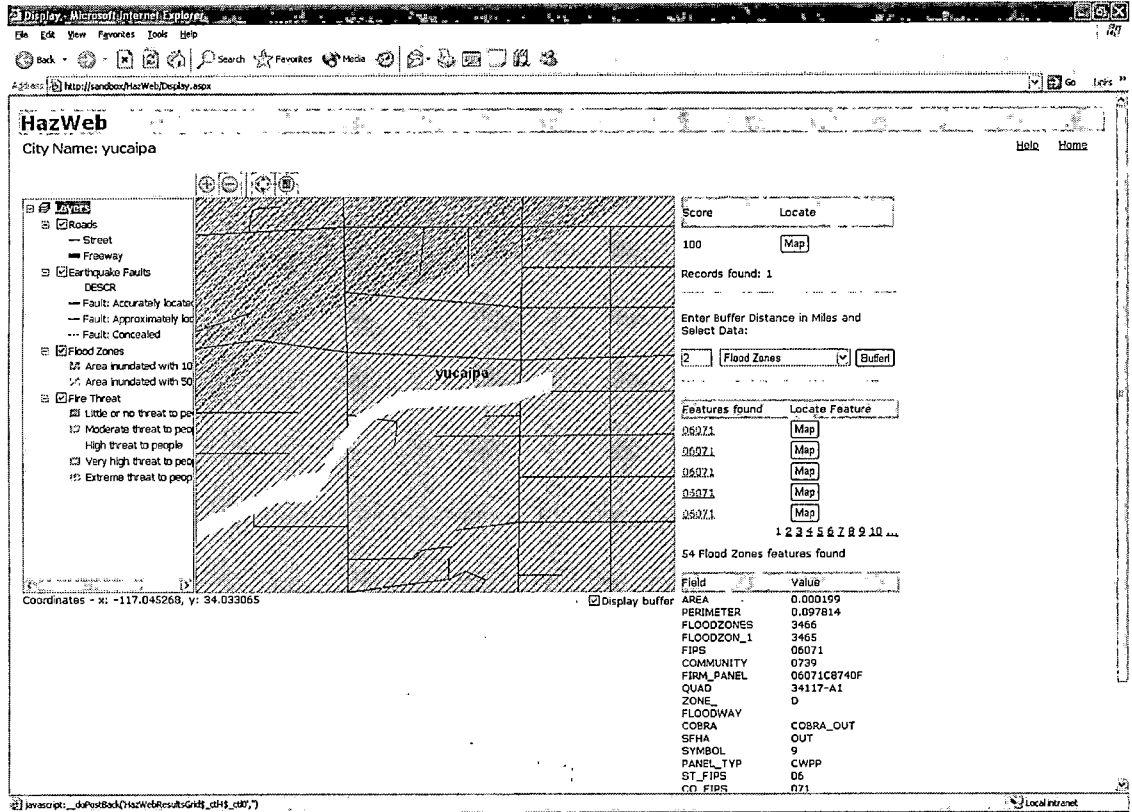 Display - Microsoft Internet Explorer
File Edit View Favorites Tools Help
Back Search Favorites Media
Address http://sandbox/HazWeb/Display.aspx Go Links »
HazWeb
City Name: yucaipa
Help Home
Layers
Roads
Street
Freeway
Earthquake Faults
DESCR
Fault: Accurately locate
Fault: Approximately loc
Fault: Concealed
Flood Zones
Area inundated with 10
Area inundated with 50
Fire Threat
Little or no threat to pe
Moderate threat to peop
High threat to people
Very high threat to peop
Extreme threat to peop
yucaipa
Coordinates - x: -117.045268, y: 34.033065
Display buffer
Score Locate
100 Map
Records found: 1
Enter Buffer Distance in Miles and
Select Data:
2 Flood Zones Buffer!
Features found Locate Feature
06071 Map
06071 Map
06071 Map
06071 Map
06071 Map
1 2 3 4 5 6 7 8 9 10 ...
54 Flood Zones features found
Field Value
AREA 0.000199
PERIMETER 0.097814
FLOODZONES 3466
FLOODZON_1 3465
FIPS 06071
COMMUNITY 0739
FIRM_PANEL 06071C8740F
QUAD 34117-A1
ZONE_ D
FLOODWAY
COBRA COBRA_OUT
SFHA OUT
SYMBOL 9
PANEL_TYP CWPP
ST_FIPS 06
CO_FIPS 071
Local intranet